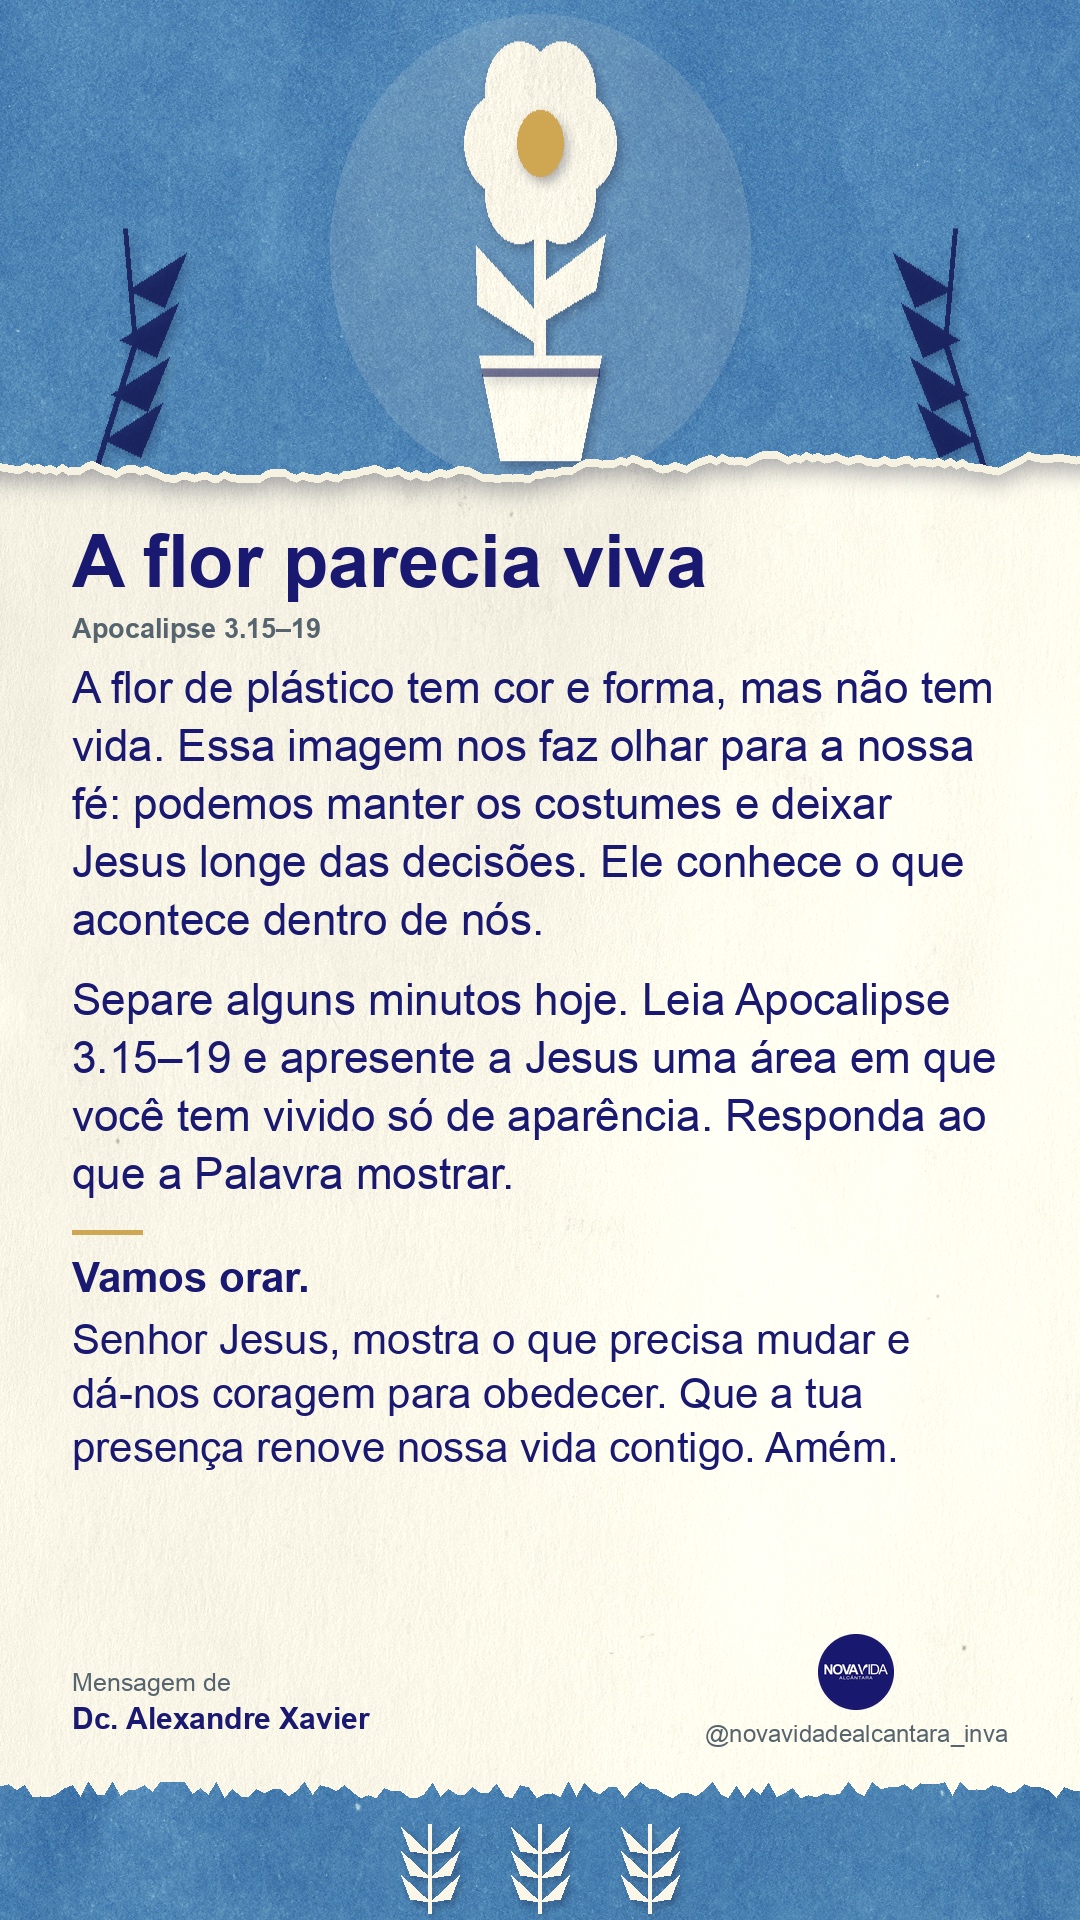 A flor parecia viva
Apocalipse 3.15–19
A flor de plástico tem cor e forma, mas não tem
vida. Essa imagem nos faz olhar para a nossa
fé: podemos manter os costumes e deixar
Jesus longe das decisões. Ele conhece o que
acontece dentro de nós.
Separe alguns minutos hoje. Leia Apocalipse
3.15–19 e apresente a Jesus uma área em que
você tem vivido só de aparência. Responda ao
que a Palavra mostrar.
Vamos orar.
Senhor Jesus, mostra o que precisa mudar e
dá-nos coragem para obedecer. Que a tua
presença renove nossa vida contigo. Amém.
Mensagem de
Dc. Alexandre Xavier
NOVAVIDA
ALCÂNTARA
@novavidadealcantara_inva